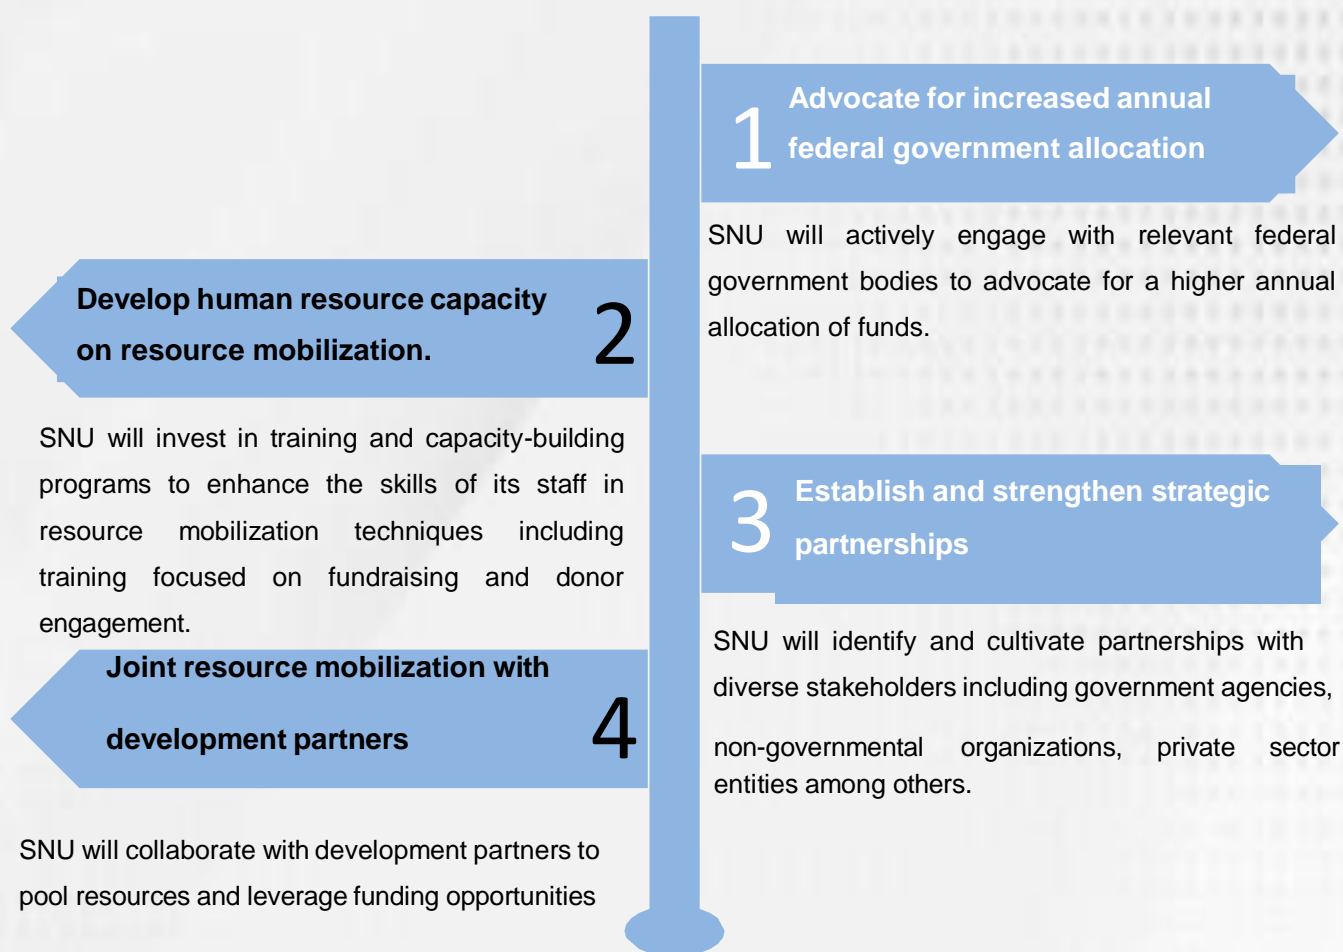 1
Advocate for increased annual
federal government allocation
SNU will actively engage with relevant federal
government bodies to advocate for a higher annual
allocation of funds.
Develop human resource capacity
on resource mobilization.
2
SNU will invest in training and capacity-building
programs to enhance the skills of its staff in
resource mobilization techniques including
training focused on fundraising and donor
engagement.
3
Establish and strengthen strategic
partnerships
SNU will identify and cultivate partnerships with
diverse stakeholders including government agencies,
non-governmental organizations, private sector
entities among others.
Joint resource mobilization with
development partners
4
SNU will collaborate with development partners to
pool resources and leverage funding opportunities